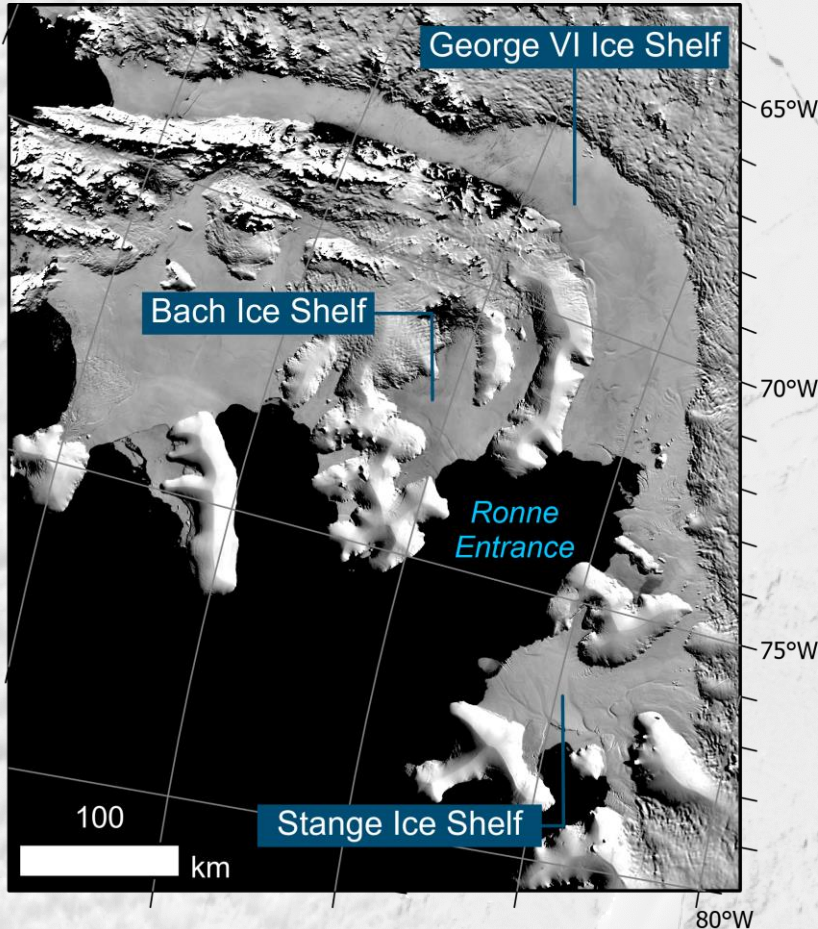 George VI Ice Shelf
65°W
Bach Ice Shelf
70°W
Ronne
Entrance
75°W
100
Stange Ice Shelf
km
80°W